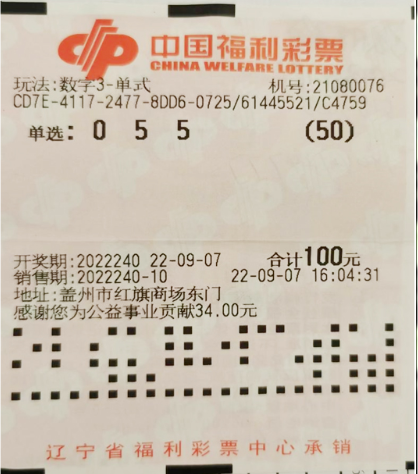 中国福利彩票
CHINA WELFARE LOTTERY
玩法:数字3-单式 机号:21080076
CD7E-4117-2477-8DD6-0725/61445521/C4759
单选: 0 5 5 (50)
开奖期:2022240 22-09-07 合计100元
销售期:2022240-10 22-09-07 16:04:31
地址:盖州市红旗商场东门
感谢您为公益事业贡献34.00元
辽宁省福利彩票中心承销